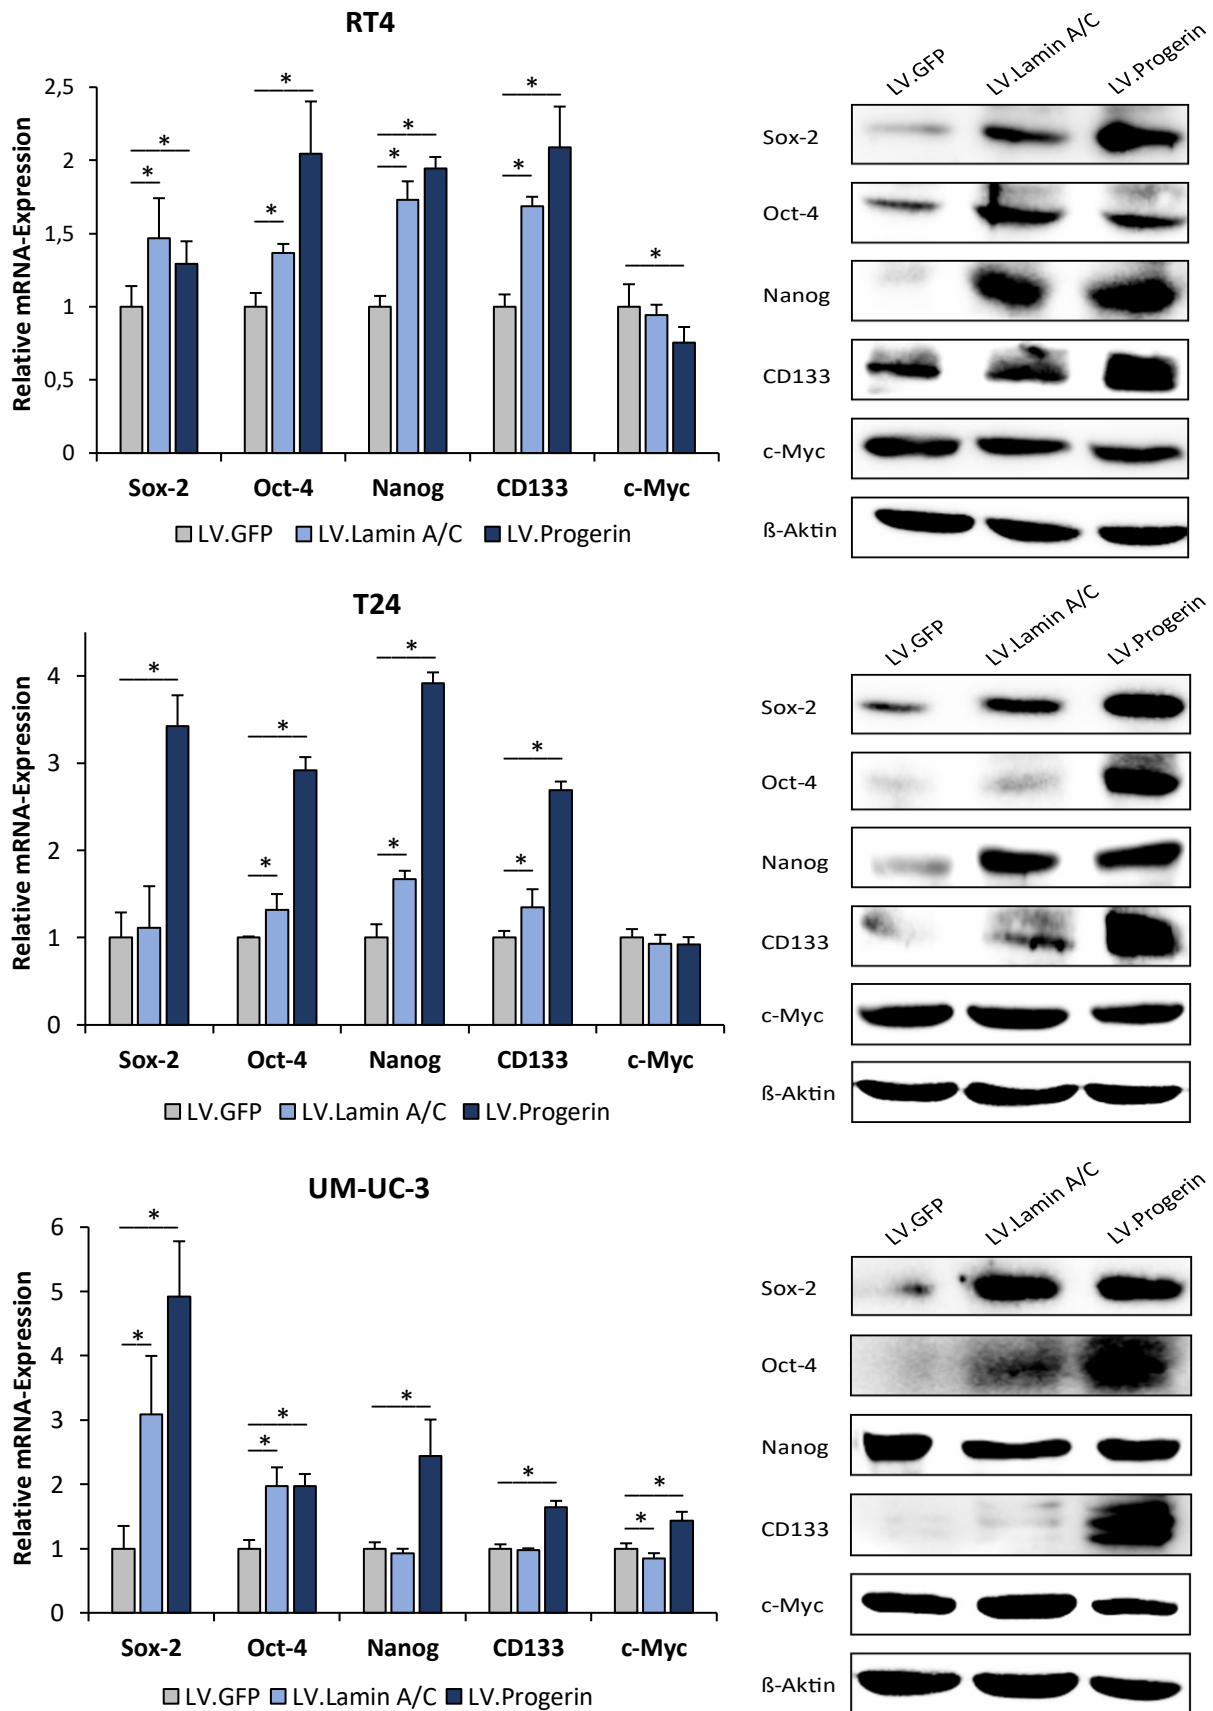 RT4
Relative mRNA-Expression
2,5
2
1,5
1
0,5
0
* * * * * * * * *
Sox-2 Oct-4 Nanog CD133 c-Myc
LV.GFP LV.Lamin A/C LV.Progerin
LV.GFP LV.Lamin A/C LV.Progerin
Sox-2
Oct-4
Nanog
CD133
c-Myc
ß-Aktin
T24
Relative mRNA-Expression
4
3
2
1
0
* * * * * * *
Sox-2 Oct-4 Nanog CD133 c-Myc
LV.GFP LV.Lamin A/C LV.Progerin
LV.GFP LV.Lamin A/C LV.Progerin
Sox-2
Oct-4
Nanog
CD133
c-Myc
ß-Aktin
UM-UC-3
Relative mRNA-Expression
6
5
4
3
2
1
0
* * * * * * * *
Sox-2 Oct-4 Nanog CD133 c-Myc
LV.GFP LV.Lamin A/C LV.Progerin
LV.GFP LV.Lamin A/C LV.Progerin
Sox-2
Oct-4
Nanog
CD133
c-Myc
ß-Aktin